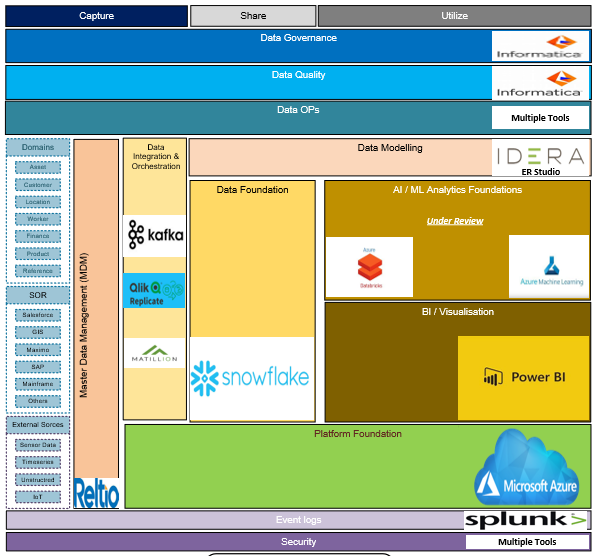 Capture
Share
Utilize
Data Governance
Informatica
Data Quality
Informatica
Data OPs
Multiple Tools
Domains
Asset
Customer
Location
Worker
Finance
Product
Reference
SOR
Salesforce
GIS
Maximo
SAP
Mainframe
Others
External Sorces
Sensor Data
Timeseries
Unstructired
IoT
Master Data Management (MDM)
Reltio
Data
Integration &
Orchestration
kafka
Qlik
Replicate
MATILLION
Data Modelling
IDERA
ER Studio
Data Foundation
snowflake
AI / ML Analytics Foundations
Under Review
Azure
Databricks
Azure Machine Learning
BI / Visualisation
Power BI
Platform Foundation
Microsoft Azure
Event logs
splunk>
Security
Multiple Tools